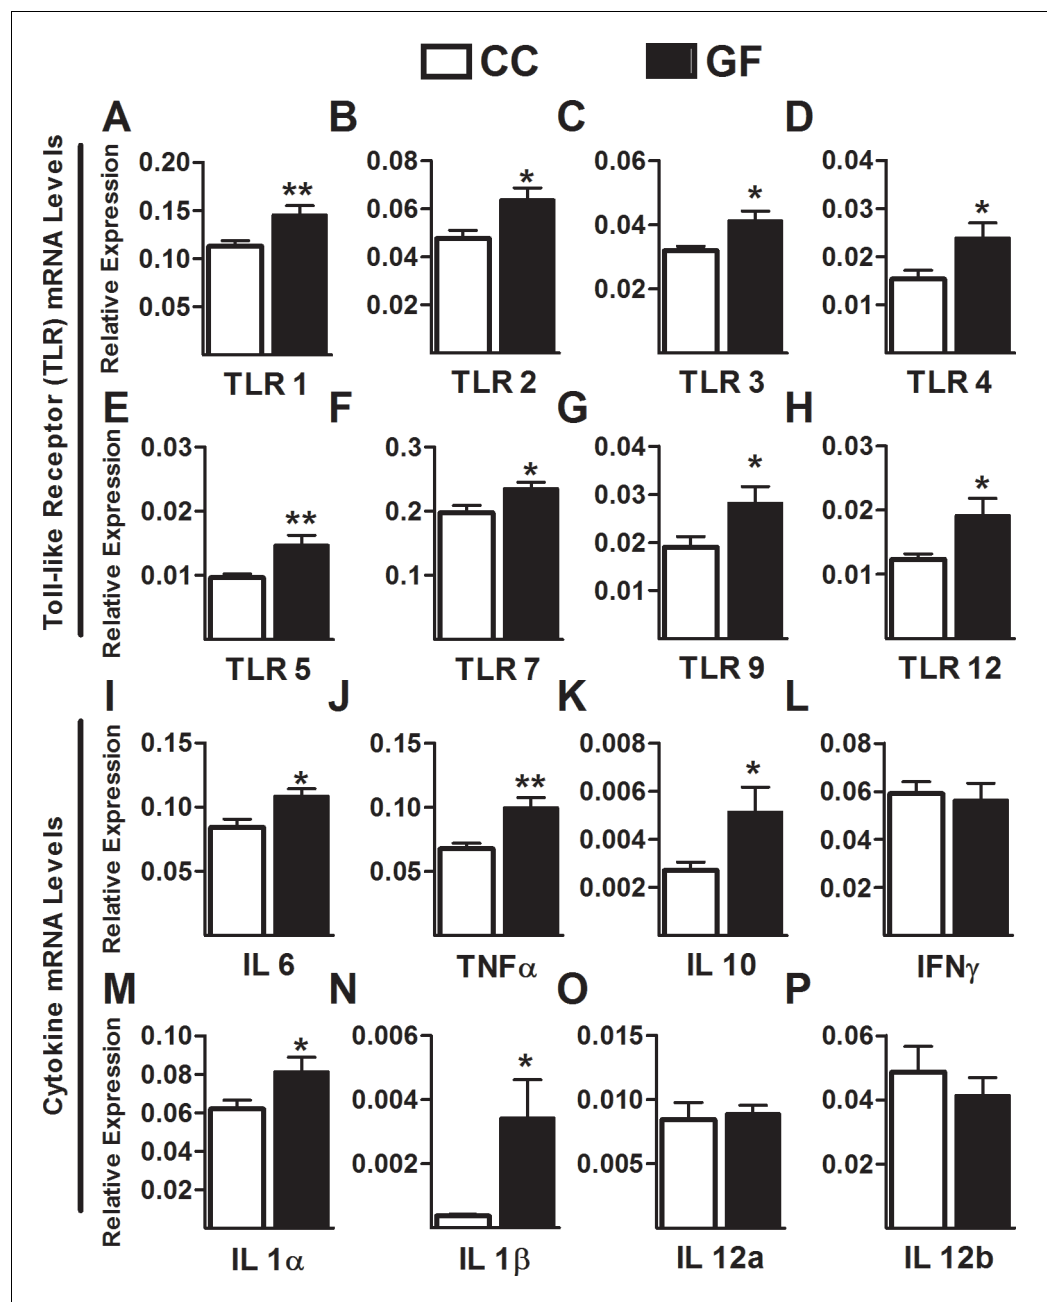 CC GF
A B C D
Toll-like Receptor (TLR) mRNA Levels
Relative Expression
0.20 0.15 0.10 0.05
** 
TLR 1
0.08 0.06 0.04 0.02
*
TLR 2
0.06 0.04 0.02
*
TLR 3
0.04 0.03 0.02 0.01
*
TLR 4
E F G H
Relative Expression
0.03 0.02 0.01
**
TLR 5
0.3 0.2 0.1
*
TLR 7
0.04 0.03 0.02 0.01
*
TLR 9
0.03 0.02 0.01
*
TLR 12
I J K L
Cytokine mRNA Levels
Relative Expression
0.15 0.10 0.05
*
IL 6
0.15 0.10 0.05
**
TNFα
0.008 0.006 0.004 0.002
*
IL 10
0.08 0.06 0.04 0.02
IFNγ
M N O P
Relative Expression
0.10 0.08 0.06 0.04 0.02
*
IL 1α
0.006 0.004 0.002
*
IL 1β
0.015 0.010 0.005
IL 12a
0.06 0.04 0.02
IL 12b